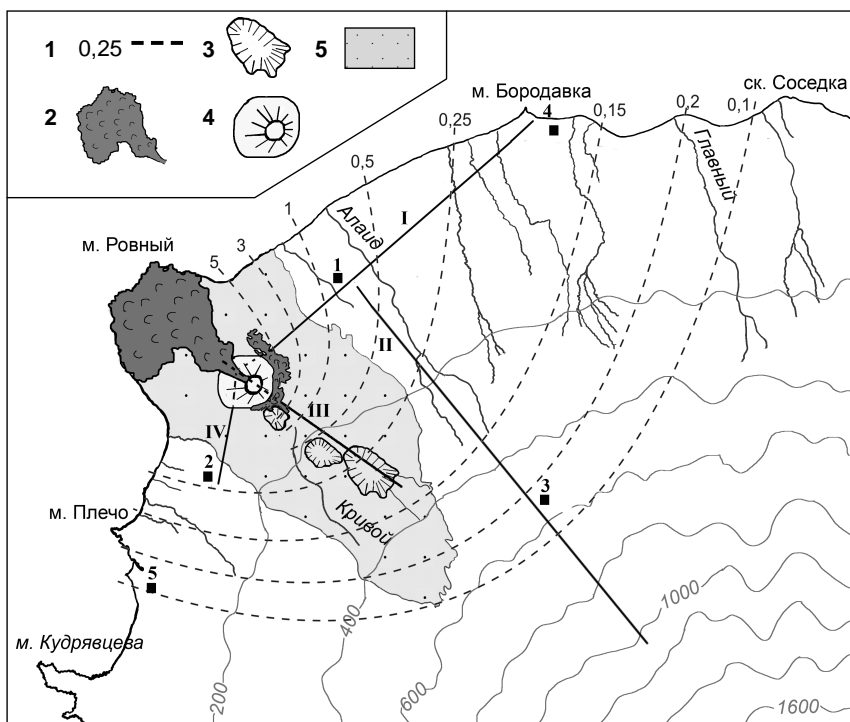 1 0,25 3 5
2 4
м. Бородавка
ск. Соседка
4
0,25
0,15
0,2
0,1
Главный
0,5
I
1
Алаид
м. Ровный
5
3
1
II
III
IV
2
3
м. Плечо
Кривой
5
м. Кудрявцева
200
400
600
1000
1600